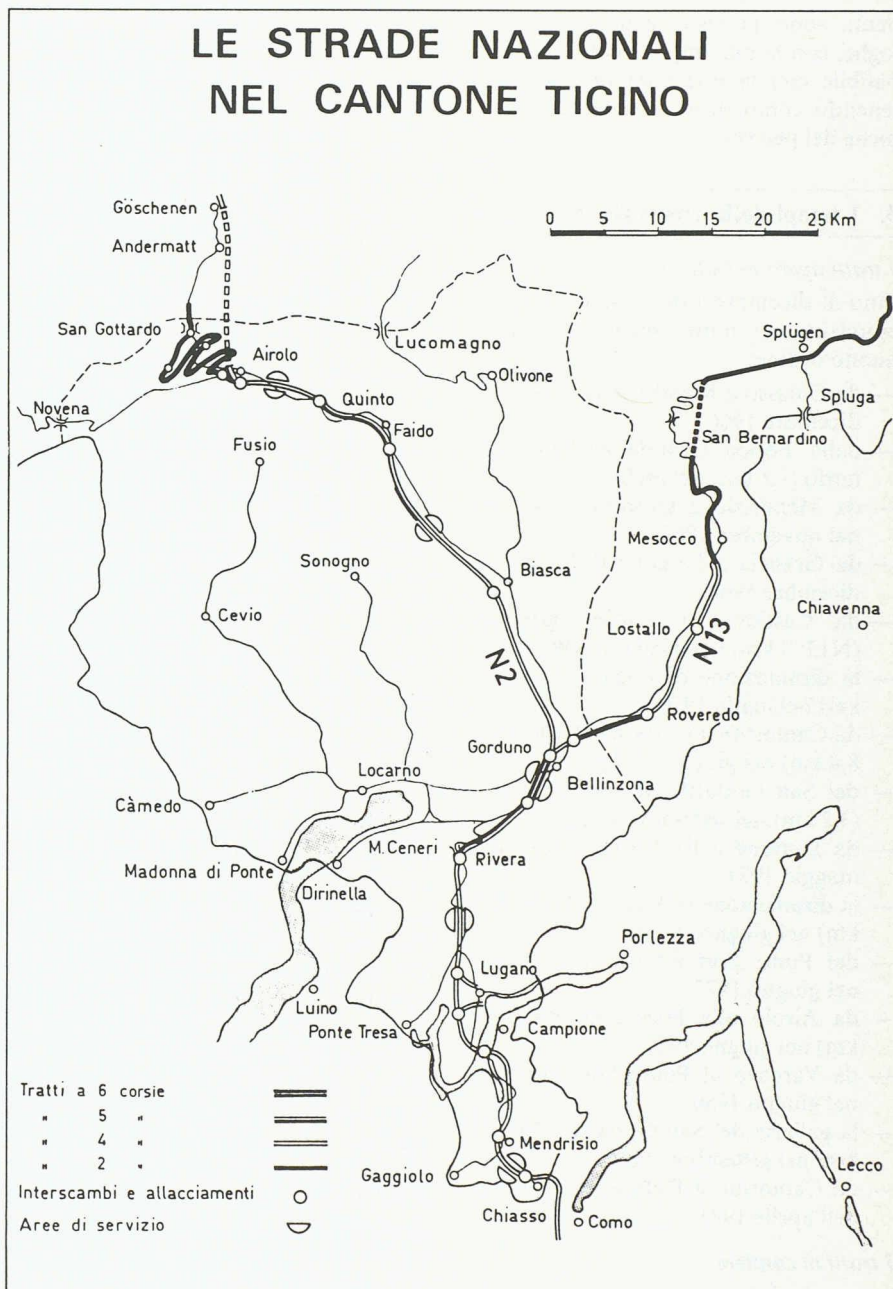 LE STRADE NAZIONALI
NEL CANTONE TICINO
0 5 10 15 20 25 Km
Göschenen
Andermatt
San Gottardo
Airolo
Lucomagno
Splügen
Olivone
Quinto
Novena
Spluga
Faido
San Bernardino
Fusio
Mesocco
Sonogno
Biasca
Chiavenna
Cevio
Lostallo
N2
N13
Roveredo
Gorduno
Locarno
Bellinzona
Càmedo
M. Ceneri
Rivera
Madonna di Ponte
Dirinella
Porlezza
Lugano
Luino
Ponte Tresa
Campione
Tratti a 6 corsie
" 5 "
" 4 "
" 2 "
Mendrisio
Gaggiolo
Lecco
Interscambi e allacciamenti
Chiasso
Como
Aree di servizio